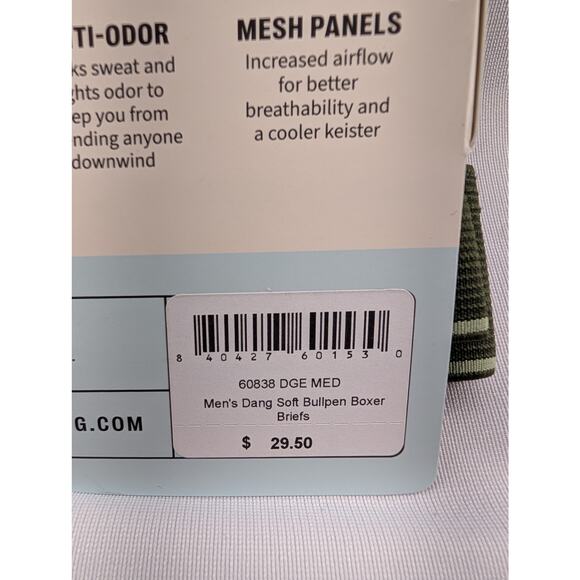 TI-ODOR
ks sweat and
hts odor to
ep you from
nding anyone
downwind
MESH PANELS
Increased airflow
for better
breathability and
a cooler keister
G.COM
8 40427 60153 0
60838 DGE MED
Men's Dang Soft Bullpen Boxer
Briefs
$ 29.50